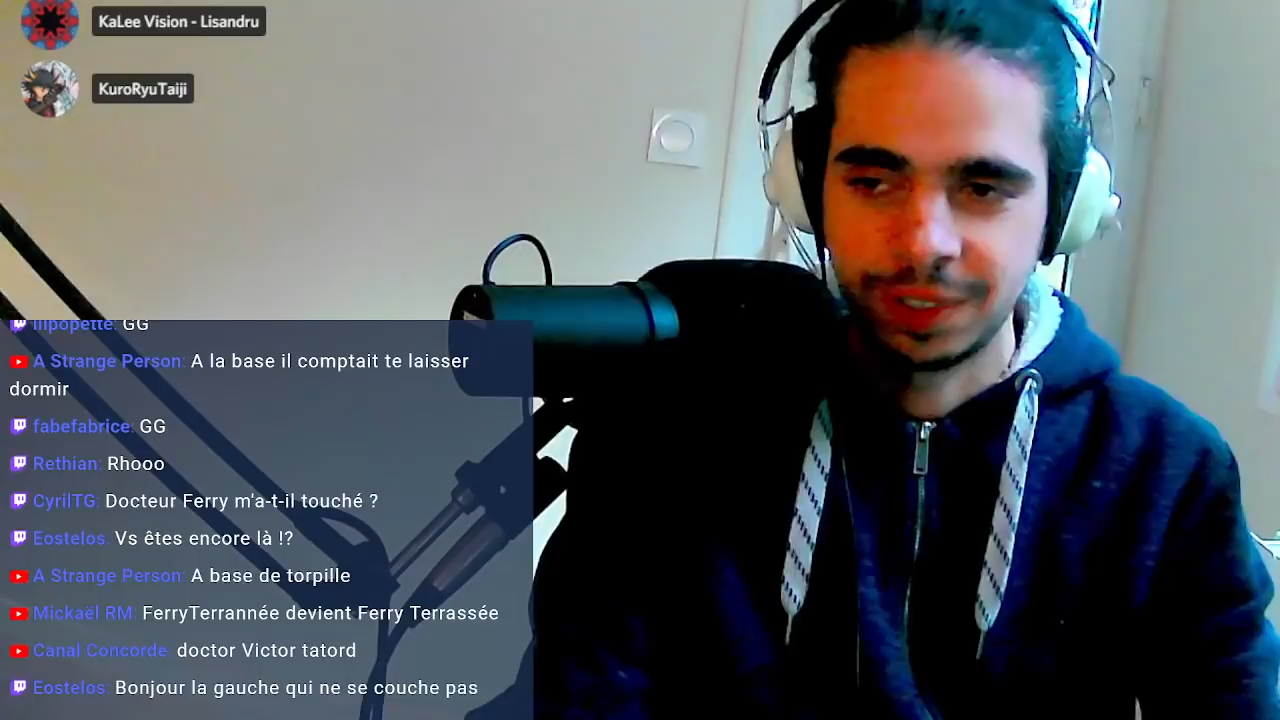 KaLee Vision - Lisandru
KuroRyuTaiji
lilpopette: GG
A Strange Person: A la base il comptait te laisser
dormir
fabefabrice: GG
Rethian: Rhooo
CyrilTG: Docteur Ferry m'a-t-il touché ?
Eostelos: Vs êtes encore là !?
A Strange Person: A base de torpille
Mickaël RM: FerryTerrannée devient Ferry Terrassée
Canal Concorde: doctor Victor tatord
Eostelos: Bonjour la gauche qui ne se couche pas